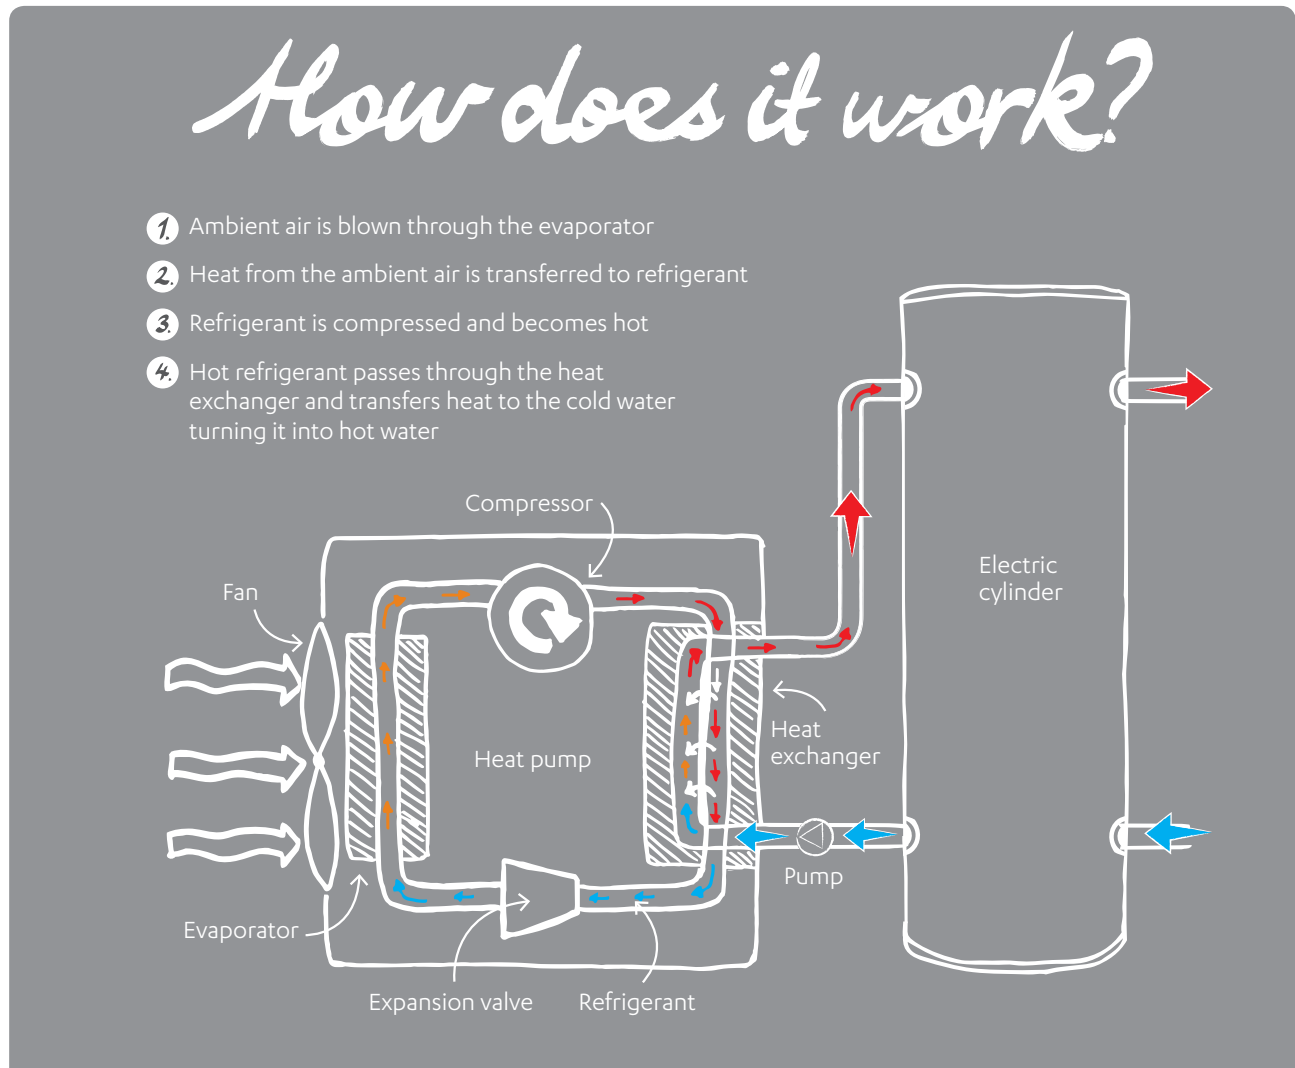 How does it work?
1. Ambient air is blown through the evaporator
2. Heat from the ambient air is transferred to refrigerant
3. Refrigerant is compressed and becomes hot
4. Hot refrigerant passes through the heat
exchanger and transfers heat to the cold water
turning it into hot water
Compressor
Fan
Electric
cylinder
Heat pump
Heat
exchanger
Pump
Evaporator
Expansion valve
Refrigerant